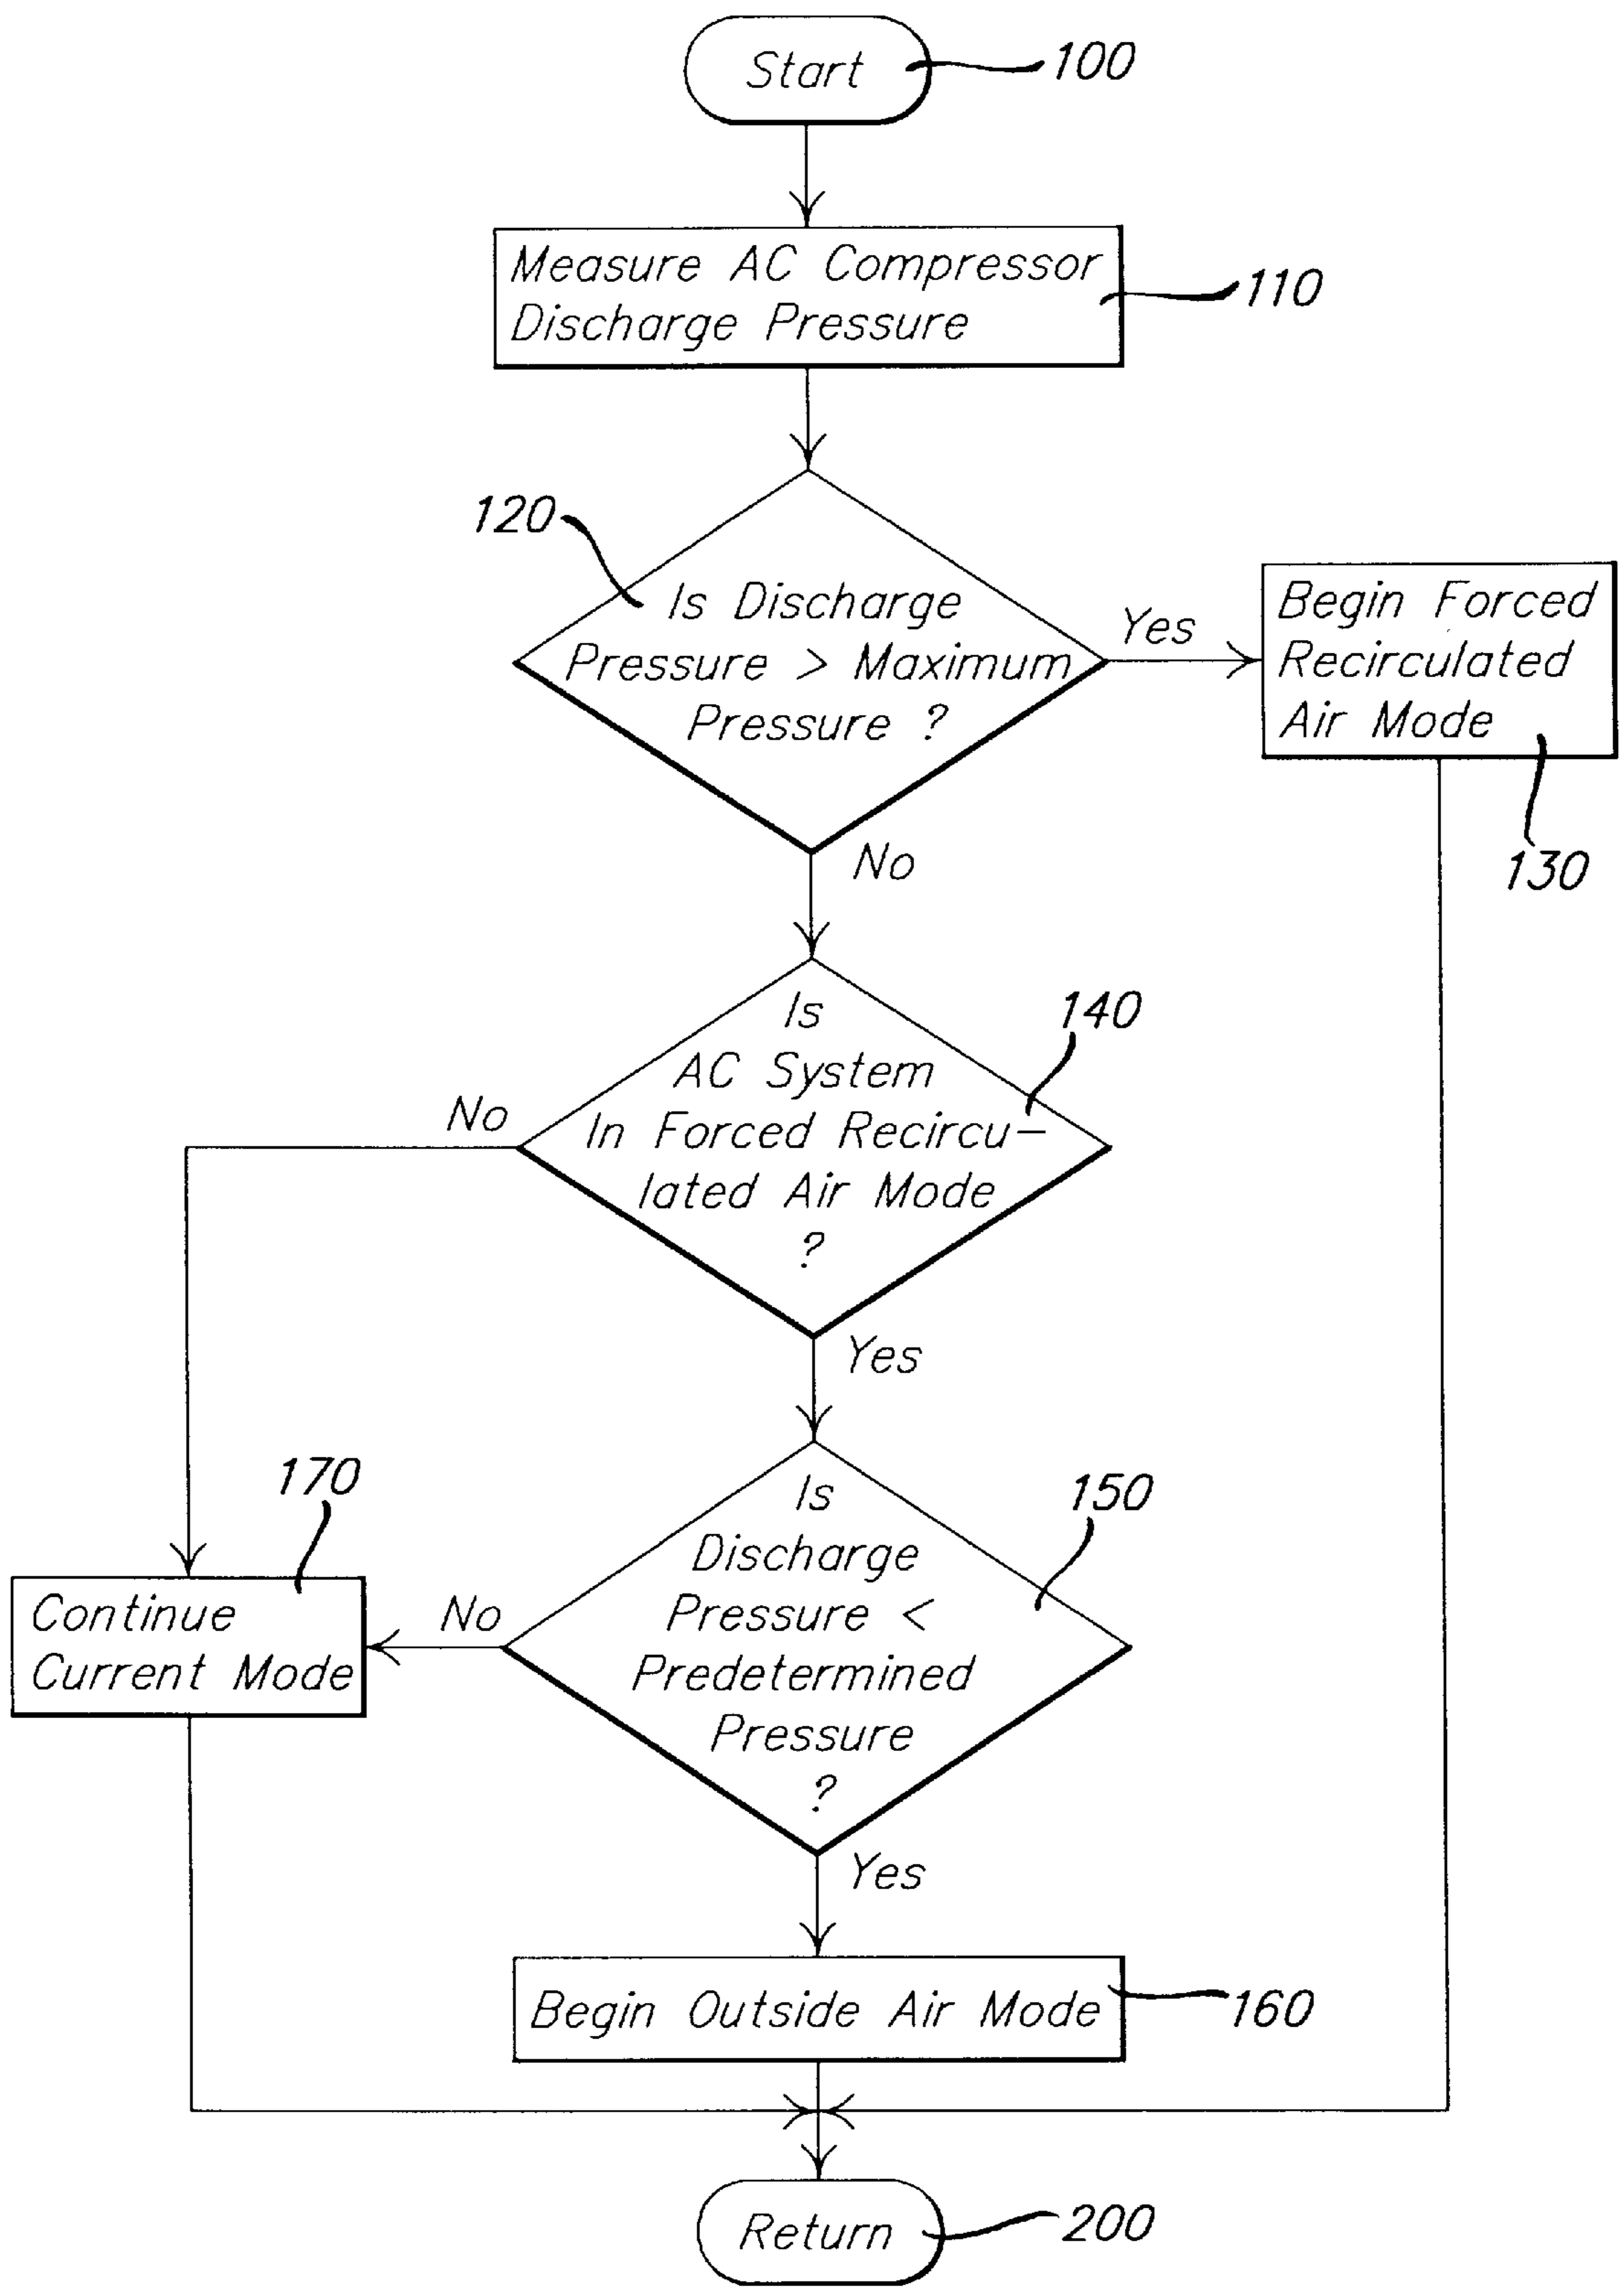 Start
100
Measure AC Compressor
Discharge Pressure
110
120
Is Discharge
Pressure > Maximum
Pressure ?
Yes
Begin Forced
Recirculated
Air Mode
130
No
Is
AC System
In Forced Recircu-
lated Air Mode
?
140
No
Yes
170
Continue
Current Mode
No
Is
Discharge
Pressure <
Predetermined
Pressure
?
150
Yes
Begin Outside Air Mode
160
Return
200